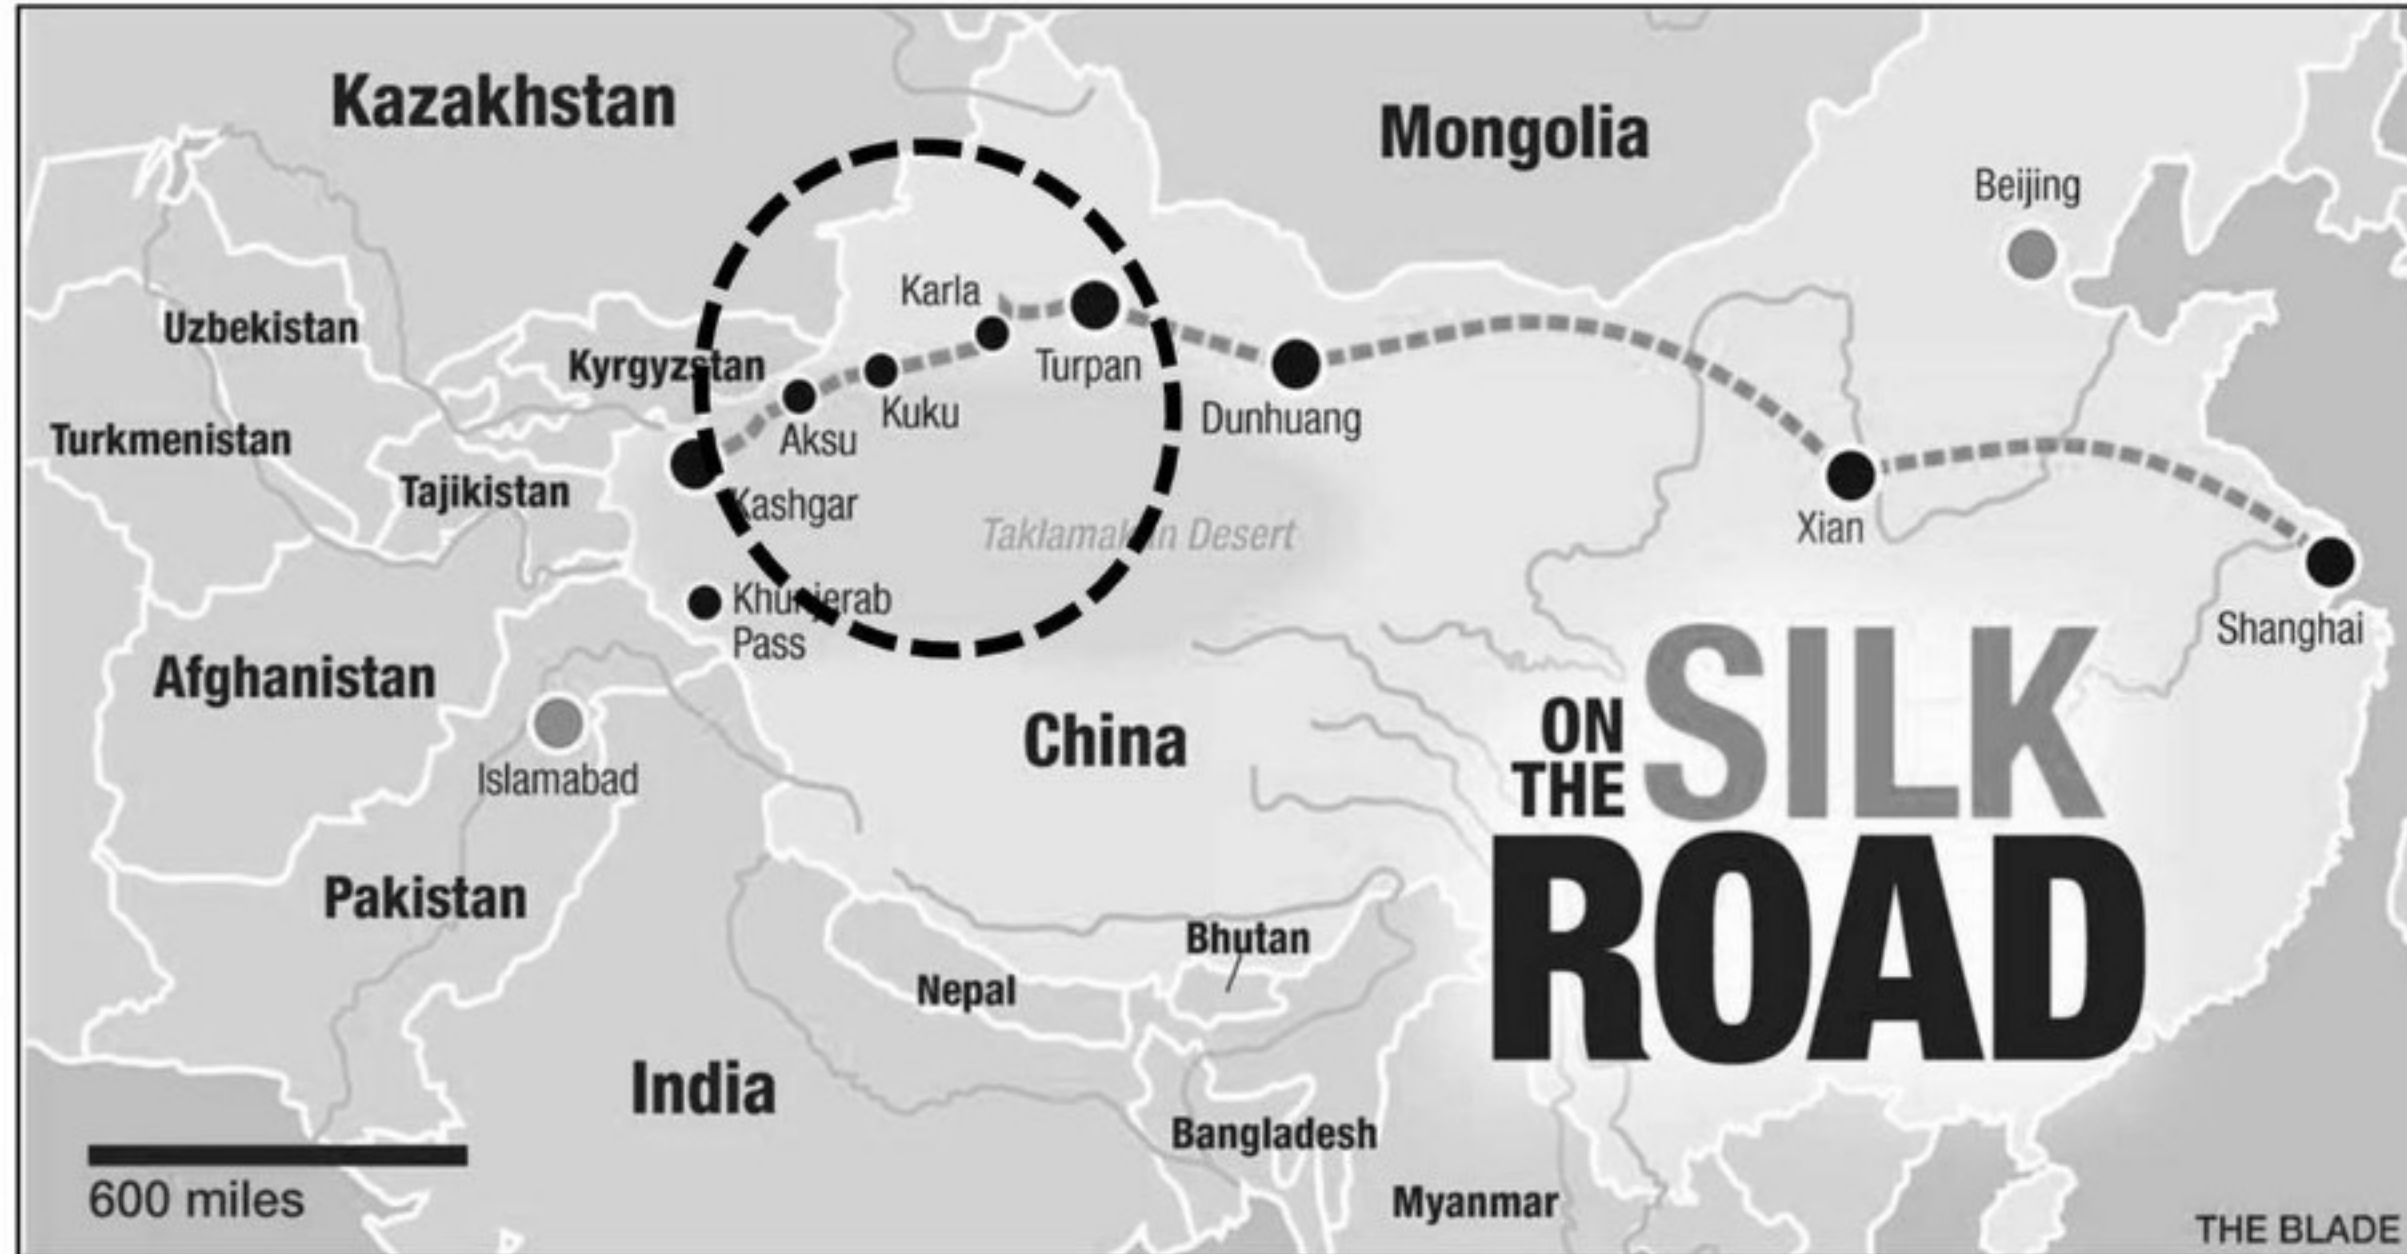 Kazakhstan
Mongolia
Beijing
Karla
Uzbekistan
Kyrgyzstan
Turpan
Kuku
Dunhuang
Turkmenistan
Aksu
Tajikistan
Kashgar
Taklamakan Desert
Xian
Khunjerab
Pass
Shanghai
Afghanistan
China
Islamabad
ON
THE
SILK
ROAD
Pakistan
Bhutan
Nepal
India
Bangladesh
600 miles
Myanmar
THE BLADE